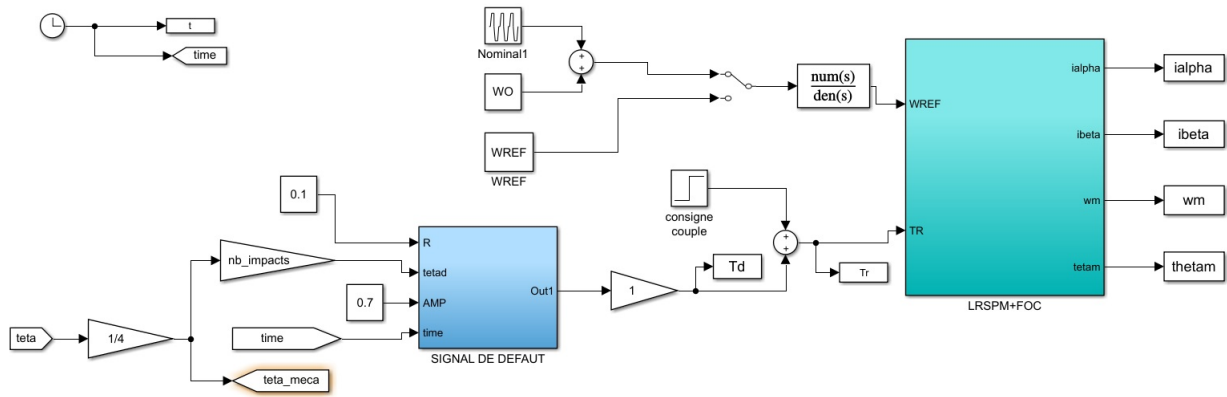 t
time
Nominal1
+
+
WO
WREF
WREF
num(s)
den(s)
WREF
TR
ialpha
ibeta
wm
tetam
LRSPM+FOC
ialpha
ibeta
wm
thetam
consigne
couple
+
+
Tr
Td
1
0.1
nb_impacts
0.7
time
R
tetad
AMP
time
Out1
SIGNAL DE DEFAUT
teta
1/4
teta_meca